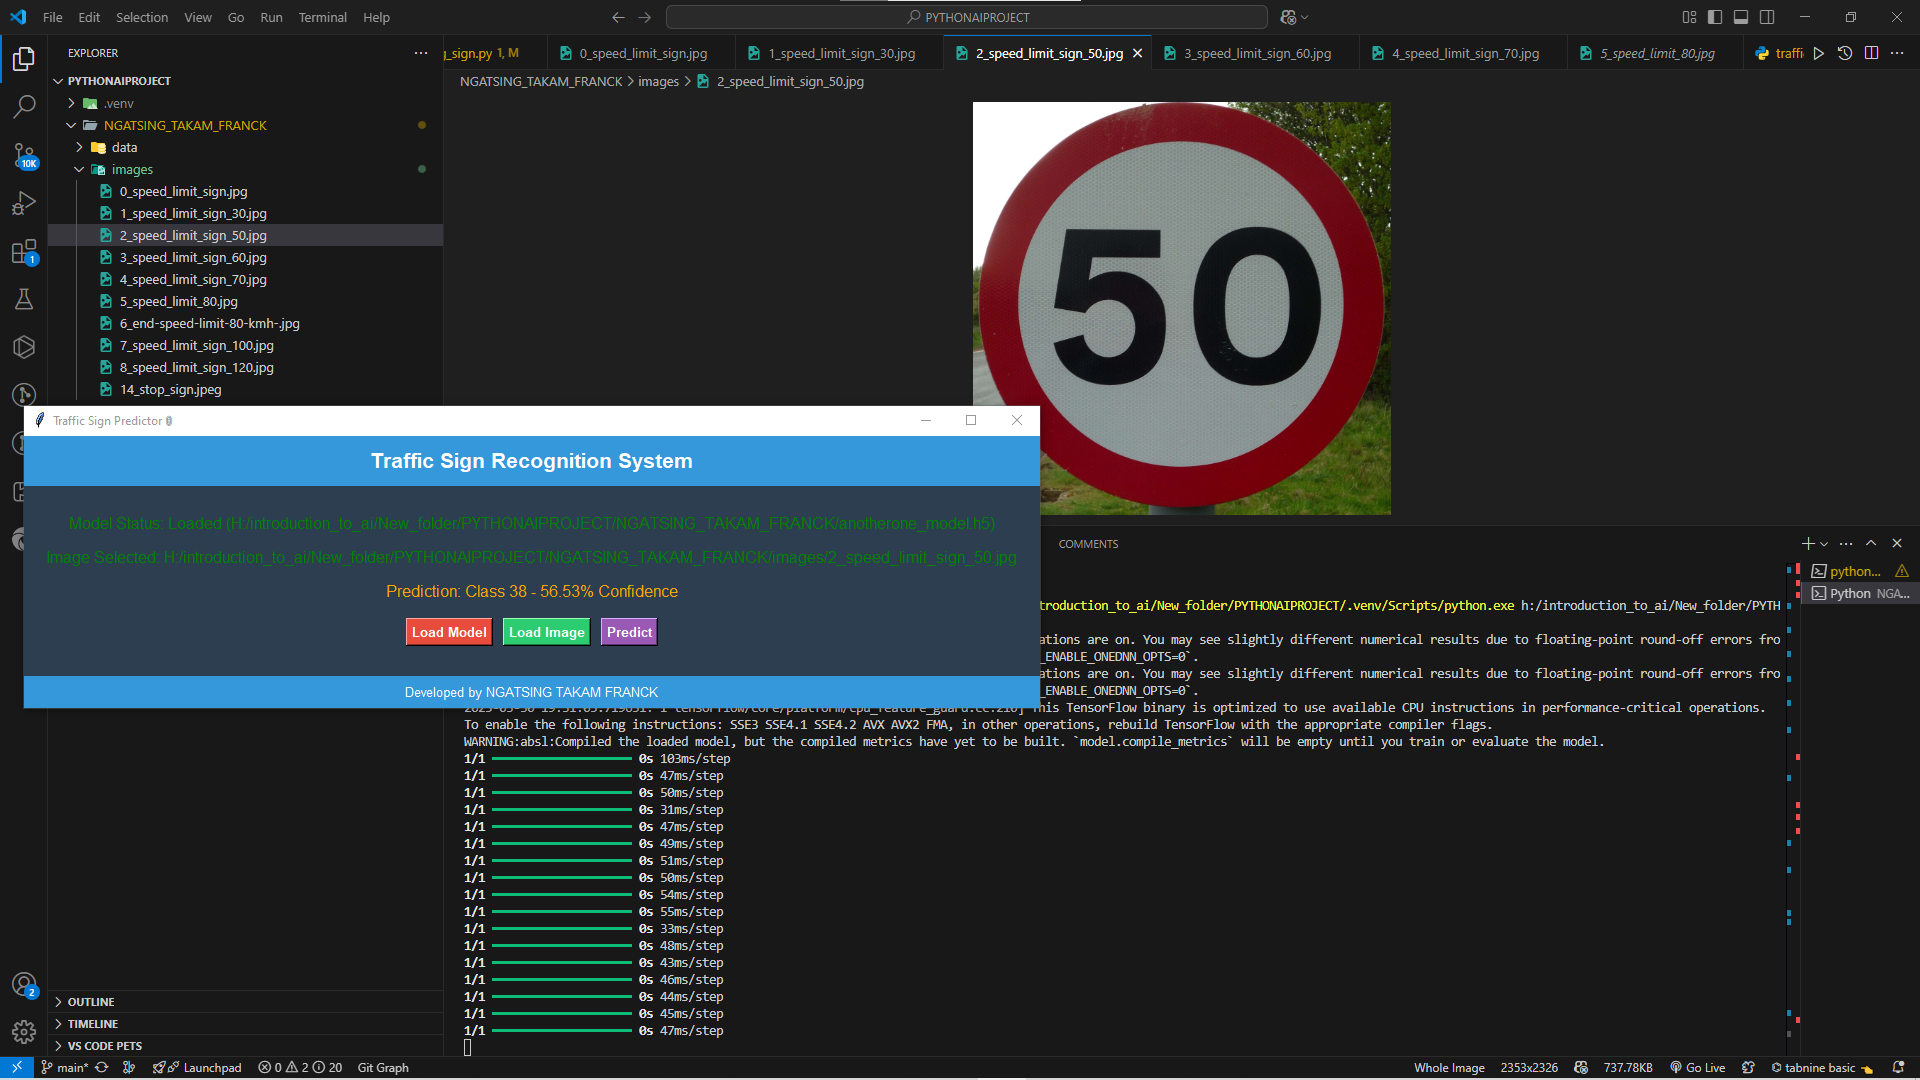 File Edit Selection View Go Run Terminal Help
PYTHONAIPROJECT
EXPLORER
g_sign.py 1, M
0_speed_limit_sign.jpg
1_speed_limit_sign_30.jpg
2_speed_limit_sign_50.jpg
3_speed_limit_sign_60.jpg
4_speed_limit_sign_70.jpg
5_speed_limit_80.jpg
traffi
NGATSING_TAKAM_FRANCK > images > 2_speed_limit_sign_50.jpg
PYTHONAIPROJECT
.venv
NGATSING_TAKAM_FRANCK
data
images
0_speed_limit_sign.jpg
1_speed_limit_sign_30.jpg
2_speed_limit_sign_50.jpg
3_speed_limit_sign_60.jpg
4_speed_limit_sign_70.jpg
5_speed_limit_80.jpg
6_end-speed-limit-80-kmh-.jpg
7_speed_limit_sign_100.jpg
8_speed_limit_sign_120.jpg
14_stop_sign.jpeg
10K
1
50
Traffic Sign Predictor
Traffic Sign Recognition System
Model Status: Loaded (H:/introduction_to_ai/New_folder/PYTHONAIPROJECT/NGATSING_TAKAM_FRANCK/anotherone_model.h5)
Image Selected: H:/introduction_to_ai/New_folder/PYTHONAIPROJECT/NGATSING_TAKAM_FRANCK/images/2_speed_limit_sign_50.jpg
Prediction: Class 38 - 56.53% Confidence
Load Model Load Image Predict
Developed by NGATSING TAKAM FRANCK
COMMENTS
python...
Python NGA...
troduction_to_ai/New_folder/PYTHONAIPROJECT/.venv/Scripts/python.exe h:/introduction_to_ai/New_folder/PYTH
ations are on. You may see slightly different numerical results due to floating-point round-off errors fro
_ENABLE_ONEDNN_OPTS=0`.
ations are on. You may see slightly different numerical results due to floating-point round-off errors fro
_ENABLE_ONEDNN_OPTS=0`.
This TensorFlow binary is optimized to use available CPU instructions in performance-critical operations.
To enable the following instructions: SSE3 SSE4.1 SSE4.2 AVX AVX2 FMA, in other operations, rebuild TensorFlow with the appropriate compiler flags.
WARNING:absl:Compiled the loaded model, but the compiled metrics have yet to be built. `model.compile_metrics` will be empty until you train or evaluate the model.
1/1 0s 103ms/step
1/1 0s 47ms/step
1/1 0s 50ms/step
1/1 0s 31ms/step
1/1 0s 47ms/step
1/1 0s 49ms/step
1/1 0s 51ms/step
1/1 0s 50ms/step
1/1 0s 54ms/step
1/1 0s 55ms/step
1/1 0s 33ms/step
1/1 0s 48ms/step
1/1 0s 43ms/step
1/1 0s 46ms/step
1/1 0s 44ms/step
1/1 0s 45ms/step
1/1 0s 47ms/step
2
OUTLINE
TIMELINE
VS CODE PETS
main* Launchpad 0 2 20 Git Graph
Whole Image 2353x2326 737.78KB Go Live tabnine basic